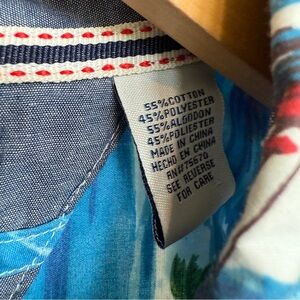 55%COTTON
45%POLYESTER
55%ALGODON
45%POLIESTER
MADE IN CHINA
HECHO EN CHINA
RN#75670
SEE REVERSE
FOR CARE